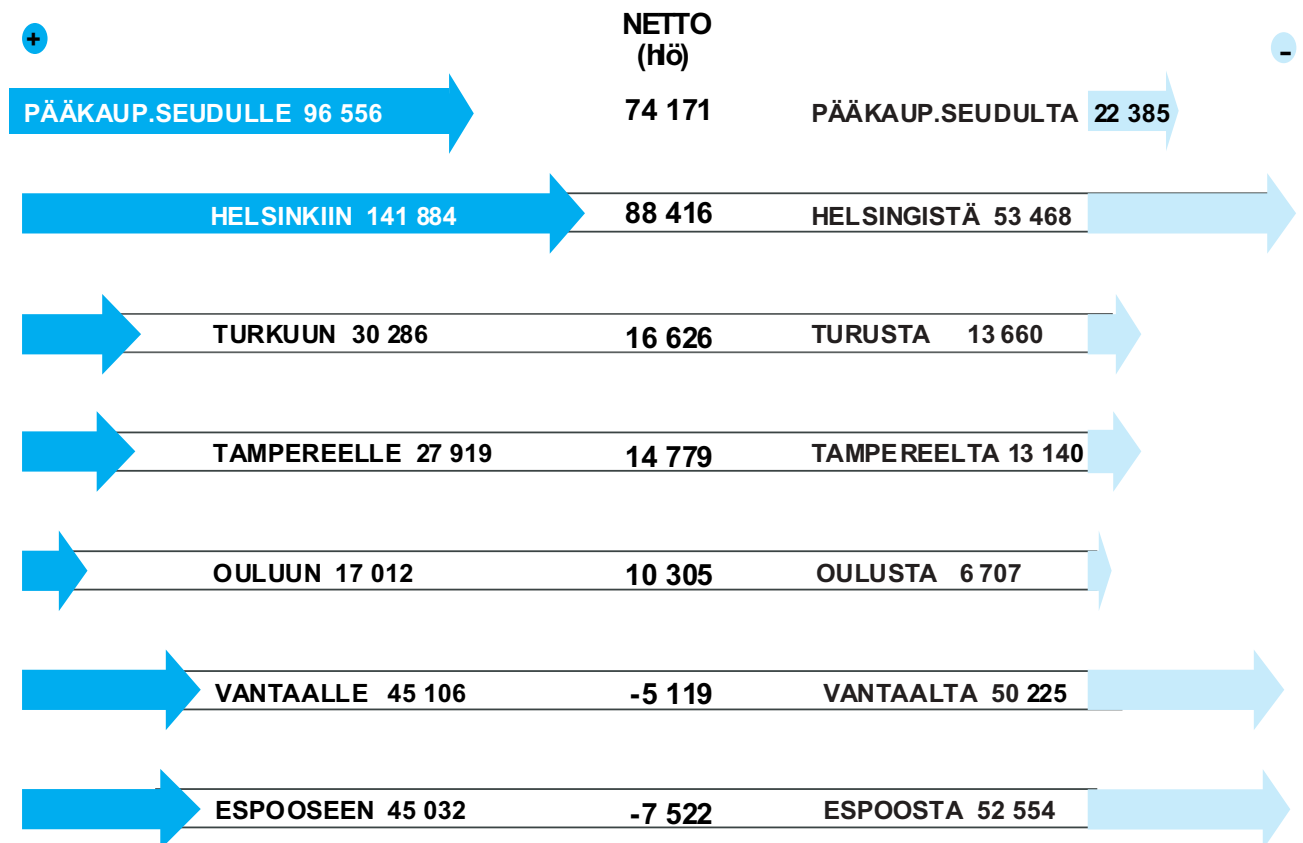 + NETTO -
(hlö)
PÄÄKAUP.SEUDULLE 96 556 74 171 PÄÄKAUP.SEUDULTA 22 385
HELSINKIIN 141 884 88 416 HELSINGISTÄ 53 468
TURKUUN 30 286 16 626 TURUSTA 13 660
TAMPEREELLE 27 919 14 779 TAMPEREELTA 13 140
OULUUN 17 012 10 305 OULUSTA 6 707
VANTAALLE 45 106 -5 119 VANTAALTA 50 225
ESPOOSEEN 45 032 -7 522 ESPOOSTA 52 554